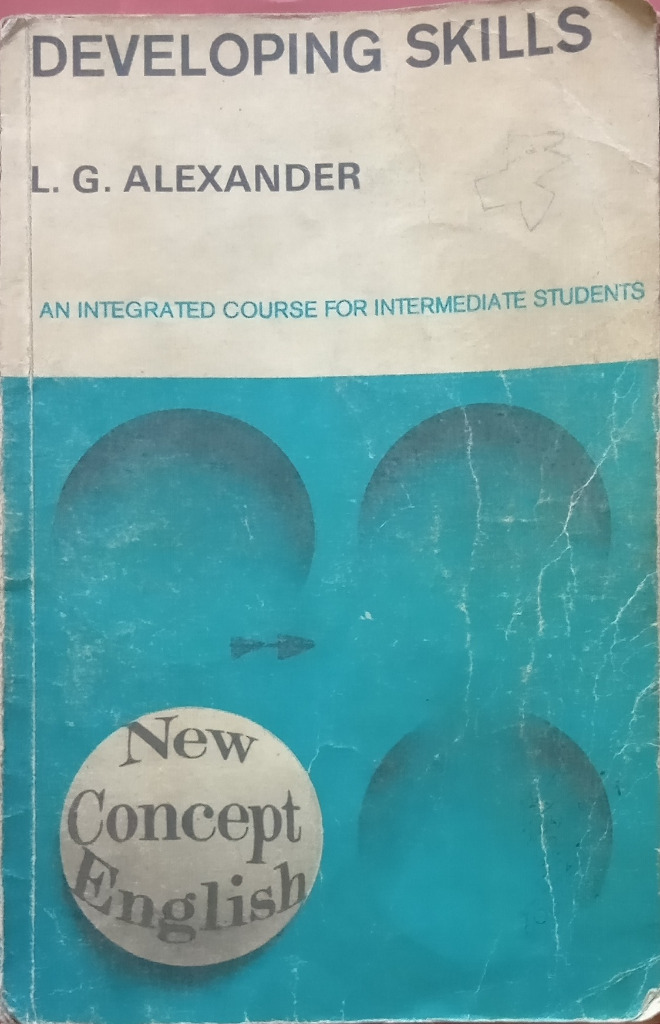 DEVELOPING SKILLS
L. G. ALEXANDER
AN INTEGRATED COURSE FOR INTERMEDIATE STUDENTS
New
Concept
English